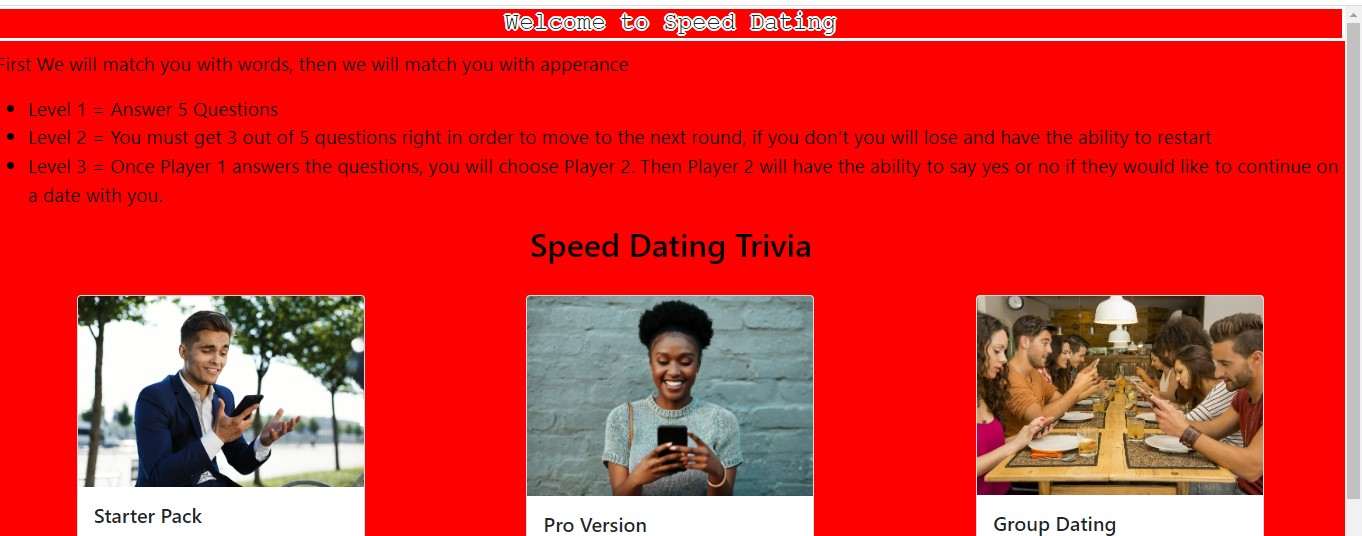 Welcome to Speed Dating
First We will match you with words, then we will match you with apperance
Level 1 = Answer 5 Questions
Level 2 = You must get 3 out of 5 questions right in order to move to the next round, if you don't you will lose and have the ability to restart
Level 3 = Once Player 1 answers the questions, you will choose Player 2. Then Player 2 will have the ability to say yes or no if they would like to continue on
a date with you.
Speed Dating Trivia
Starter Pack
Pro Version
Group Dating